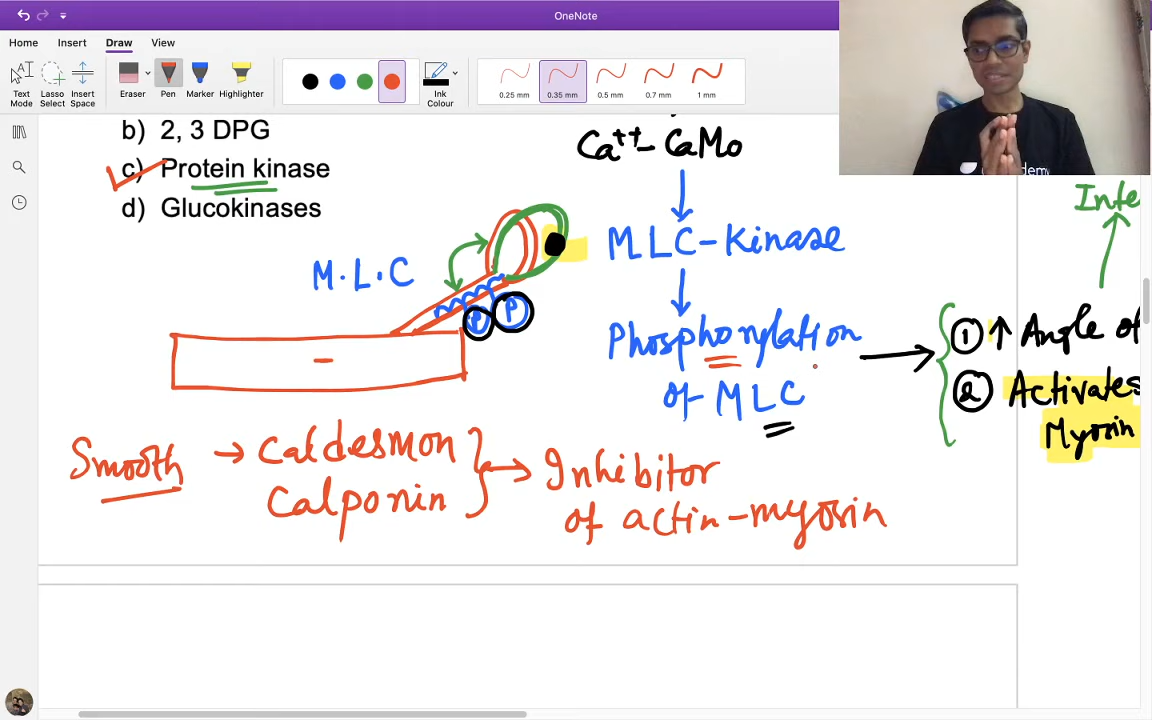 OneNote
Home Insert Draw View
Text Mode
Lasso Select
Insert Space
Eraser
Pen
Marker
Highlighter
Ink Colour
0.25 mm
0.35 mm
0.5 mm
0.7 mm
1 mm
b) 2, 3 DPG
c) Protein kinase
d) Glucokinases
Ca++-CaMo
MLC-kinase
Phosphorylation
of MLC
M.L.C
P P
-
Inte
① ↑ Angle of
② Activates
Myosin
Smooth → Caldesmon
Calponin
→ Inhibitor
of actin-myosin